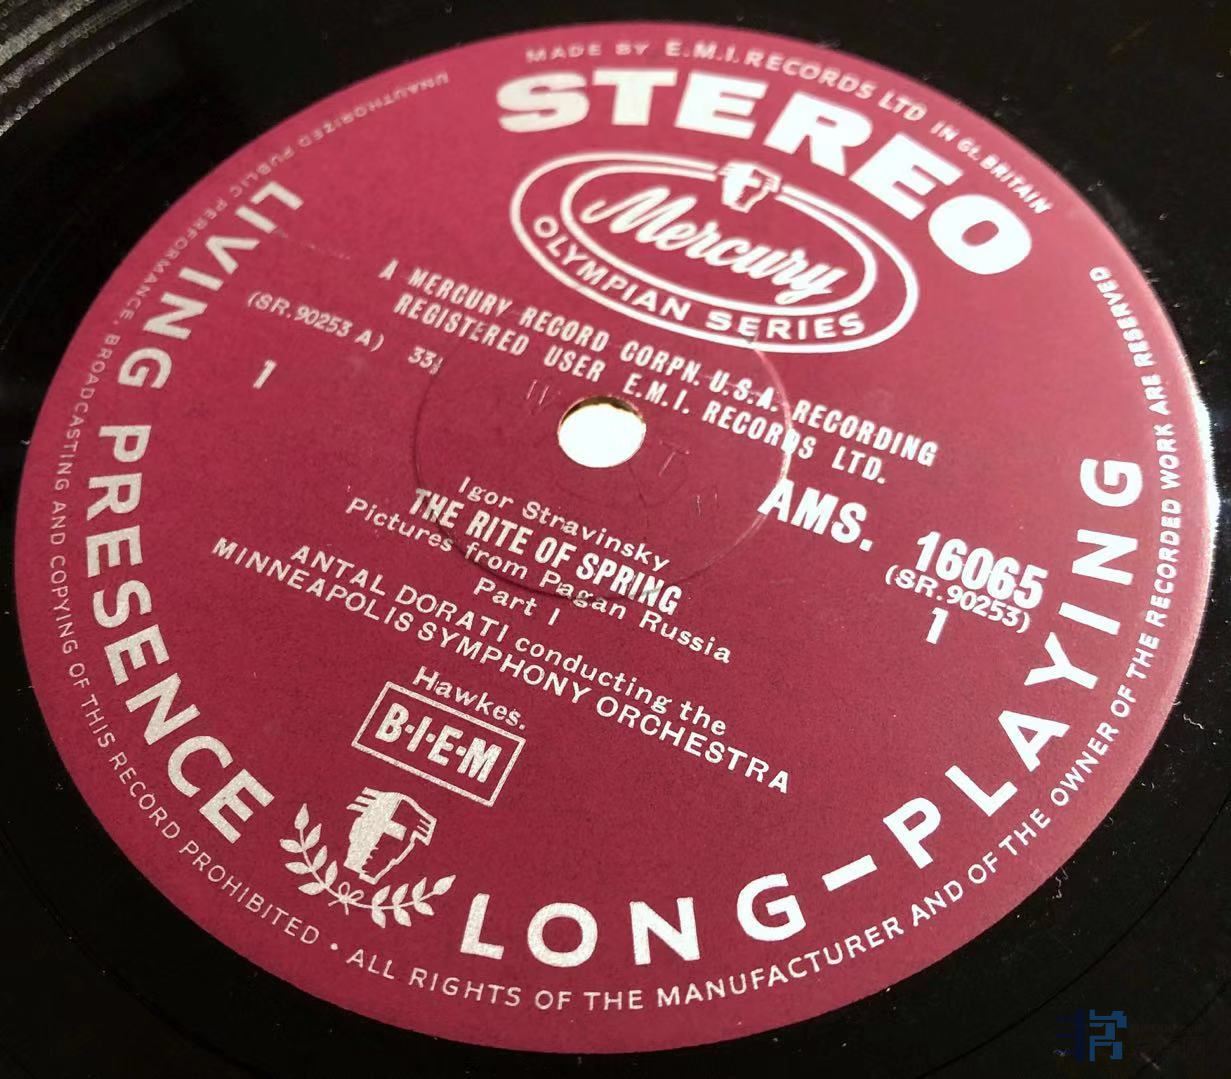 MADE BY E.M.I. RECORDS LTD IN GT. BRITAIN
STEREO
Mercury
OLYMPIAN SERIES
A MERCURY RECORD CORPN. U.S.A. RECORDING
REGISTERED USER E.M.I. RECORDS LTD.
(SR.90253 A) 33⅓
1
AMS. 16065
(SR.90253)
1
Igor Stravinsky
THE RITE OF SPRING
Pictures from Pagan Russia
Part I
ANTAL DORATI conducting the
MINNEAPOLIS SYMPHONY ORCHESTRA
Hawkes.
B·I·E·M
LIVING PRESENCE
LONG-PLAYING
UNAUTHORIZED PUBLIC PERFORMANCE, BROADCASTING AND COPYING OF THIS RECORD PROHIBITED · ALL RIGHTS OF THE MANUFACTURER AND OF THE OWNER OF THE RECORDED WORK ARE RESERVED